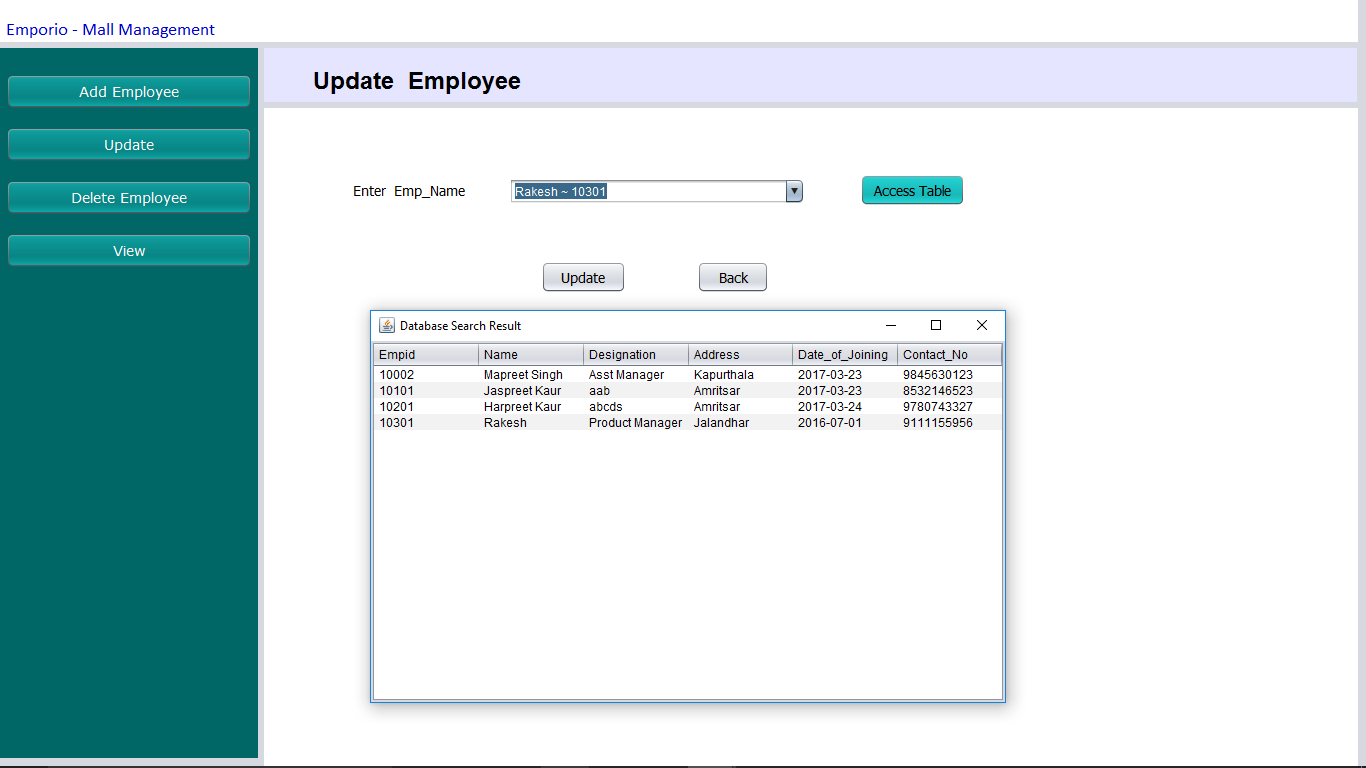 Emporio - Mall Management
Update Employee
Add Employee
Update
Delete Employee
View
Enter Emp_Name Rakesh ~ 10301 Access Table
Update Back
Database Search Result
Empid Name Designation Address Date_of_Joining Contact_No
10002 Mapreet Singh Asst Manager Kapurthala 2017-03-23 9845630123
10101 Jaspreet Kaur aab Amritsar 2017-03-23 8532146523
10201 Harpreet Kaur abcds Amritsar 2017-03-24 9780743327
10301 Rakesh Product Manager Jalandhar 2016-07-01 9111155956